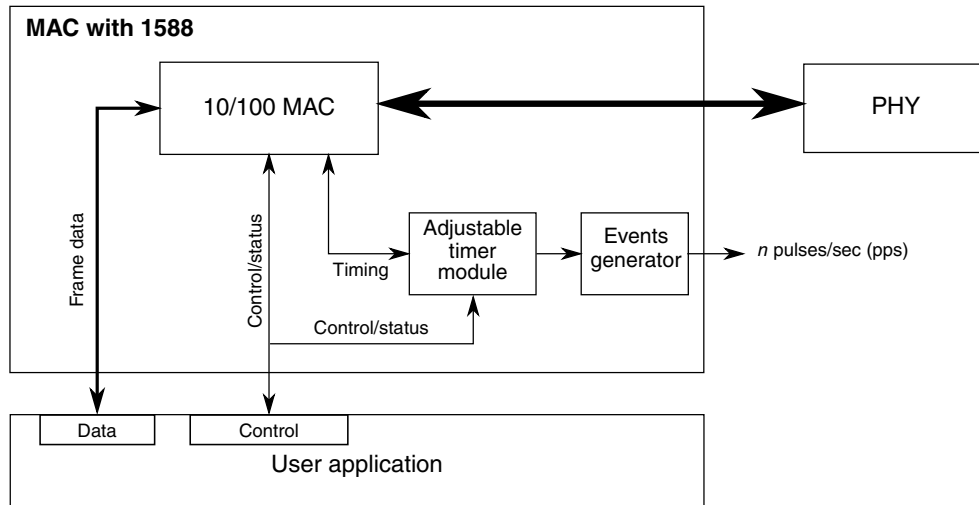 MAC with 1588
10/100 MAC
PHY
Frame data
Control/status
Timing
Adjustable
timer
module
Events
generator
n pulses/sec (pps)
Control/status
Data
Control
User application